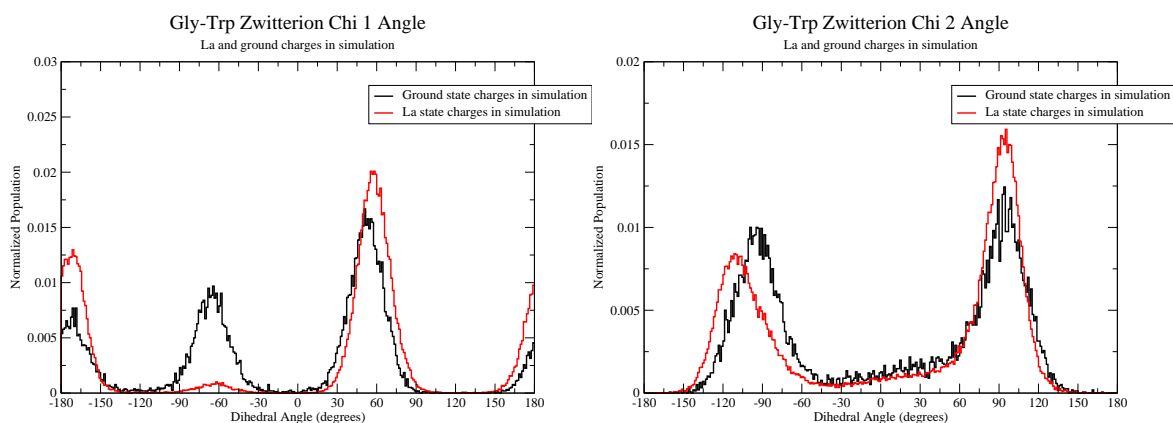 Gly-Trp Zwitterion Chi 1 Angle
La and ground charges in simulation
0.03
0.025
0.02
0.015
0.01
0.005
0
Normalized Population
Ground state charges in simulation
La state charges in simulation
-180 -150 -120 -90 -60 -30 0 30 60 90 120 150 180
Dihedral Angle (degrees)
Gly-Trp Zwitterion Chi 2 Angle
La and ground charges in simulation
0.02
0.015
0.01
0.005
0
Normalized Population
Ground state charges in simulation
La state charges in simulation
-180 -150 -120 -90 -60 -30 0 30 60 90 120 150 180
Dihedral Angle (degrees)